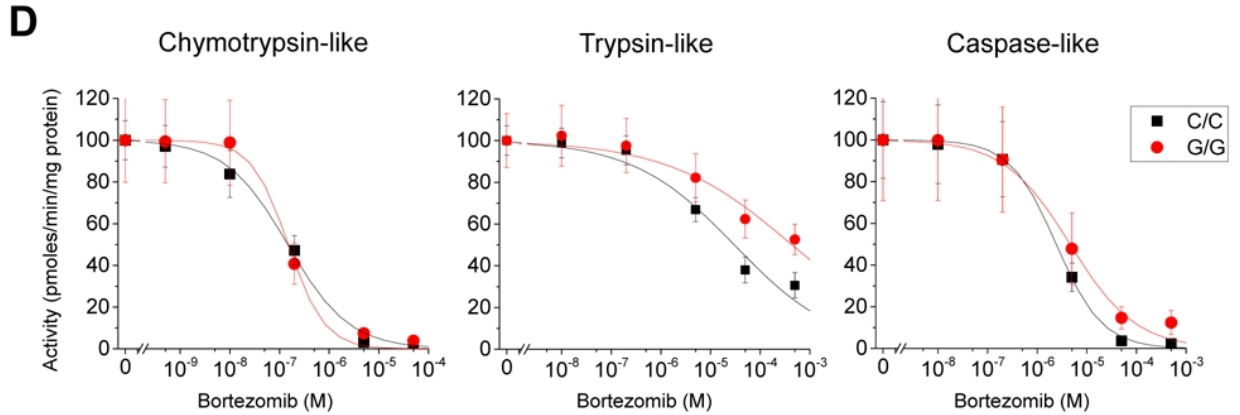 D
Chymotrypsin-like
Trypsin-like
Caspase-like
Activity (pmoles/min/mg protein)
120
100
80
60
40
20
0
0 10⁻⁹ 10⁻⁸ 10⁻⁷ 10⁻⁶ 10⁻⁵ 10⁻⁴
Bortezomib (M)
120
100
80
60
40
20
0
0 10⁻⁸ 10⁻⁷ 10⁻⁶ 10⁻⁵ 10⁻⁴ 10⁻³
Bortezomib (M)
120
100
80
60
40
20
0
0 10⁻⁸ 10⁻⁷ 10⁻⁶ 10⁻⁵ 10⁻⁴ 10⁻³
Bortezomib (M)
C/C
G/G